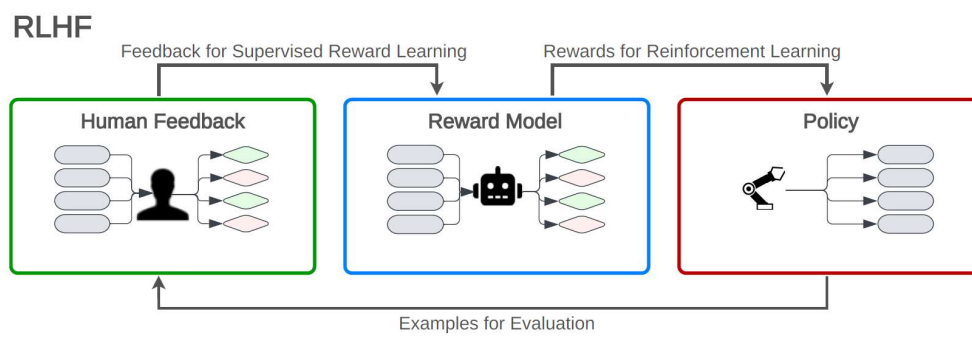 RLHF
Feedback for Supervised Reward Learning
Rewards for Reinforcement Learning
Human Feedback
Reward Model
Policy
Examples for Evaluation